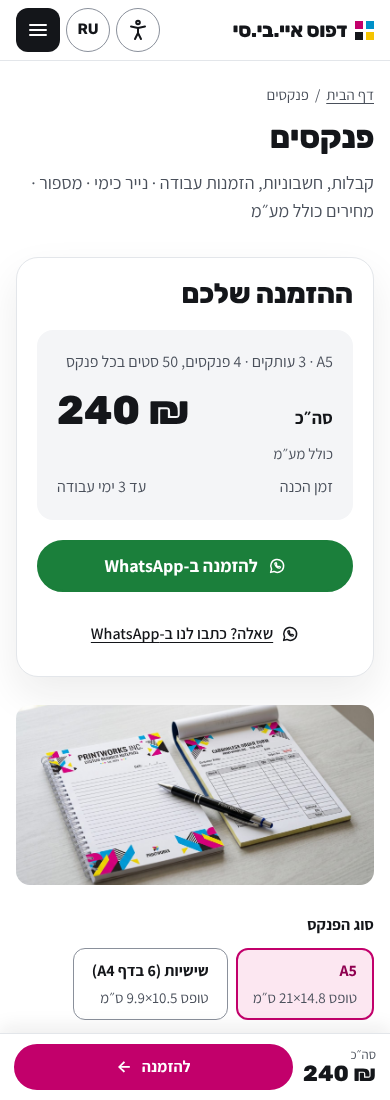 דפוס איי.בי.סי
RU
דף הבית / פנקסים
פנקסים
קבלות, חשבוניות, הזמנות עבודה · נייר כימי · מספור ·
מחירים כולל מע״מ
ההזמנה שלכם
A5 · 3 עותקים · 4 פנקסים, 50 סטים בכל פנקס
סה״כ
240 ₪
כולל מע״מ
זמן הכנה
עד 3 ימי עבודה
להזמנה ב-WhatsApp
שאלה? כתבו לנו ב-WhatsApp
PRINTWORKS INC.
סוג הפנקס
A5
טופס 14.8×21 ס״מ
שישיות (6 בדף A4)
טופס 10.5×9.9 ס״מ
סה״כ
240 ₪
להזמנה